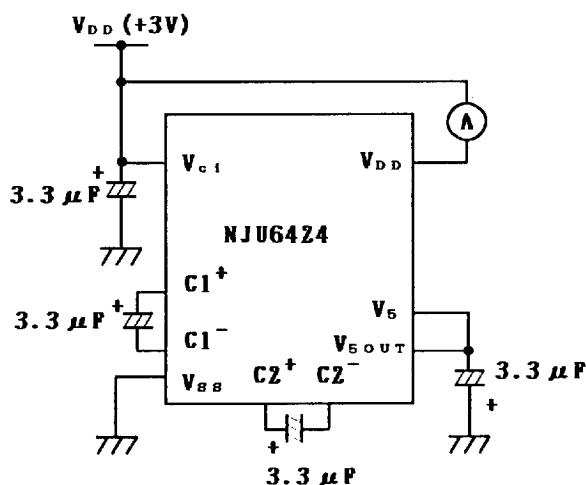 VDD (+3V)
A
+
Vci
VDD
3.3 μF
NJU6424
C1+
+
3.3 μF
V5
C1-
V5OUT
VSS
C2+ C2-
3.3 μF
+
+
3.3 μF